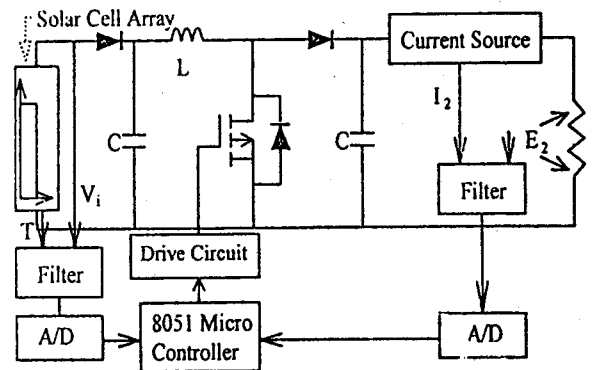 Solar Cell Array
Current Source
L
I2
C
C
E2
Vi
Filter
T
Drive Circuit
Filter
8051 Micro
Controller
A/D
A/D